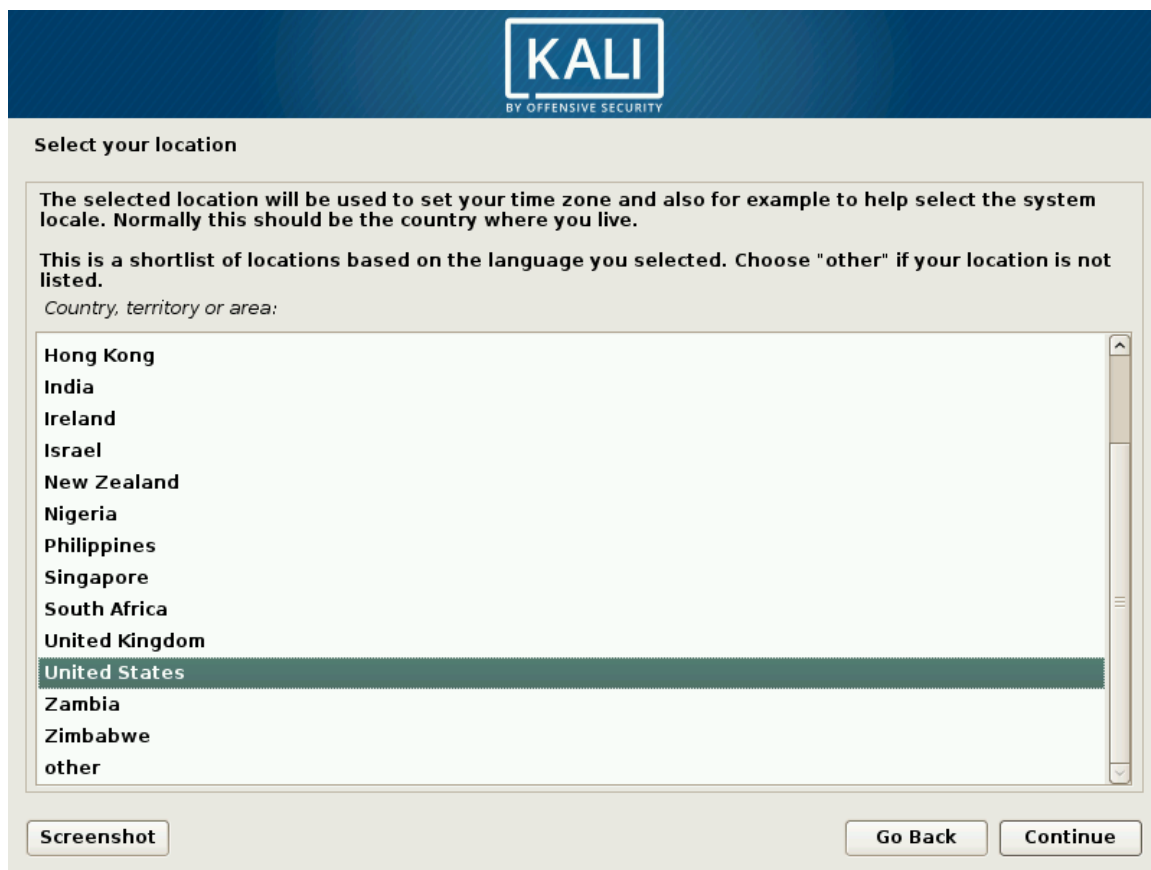 KALI
BY OFFENSIVE SECURITY
Select your location
The selected location will be used to set your time zone and also for example to help select the system
locale. Normally this should be the country where you live.
This is a shortlist of locations based on the language you selected. Choose "other" if your location is not
listed.
Country, territory or area:
Hong Kong
India
Ireland
Israel
New Zealand
Nigeria
Philippines
Singapore
South Africa
United Kingdom
United States
Zambia
Zimbabwe
other
Screenshot
Go Back
Continue